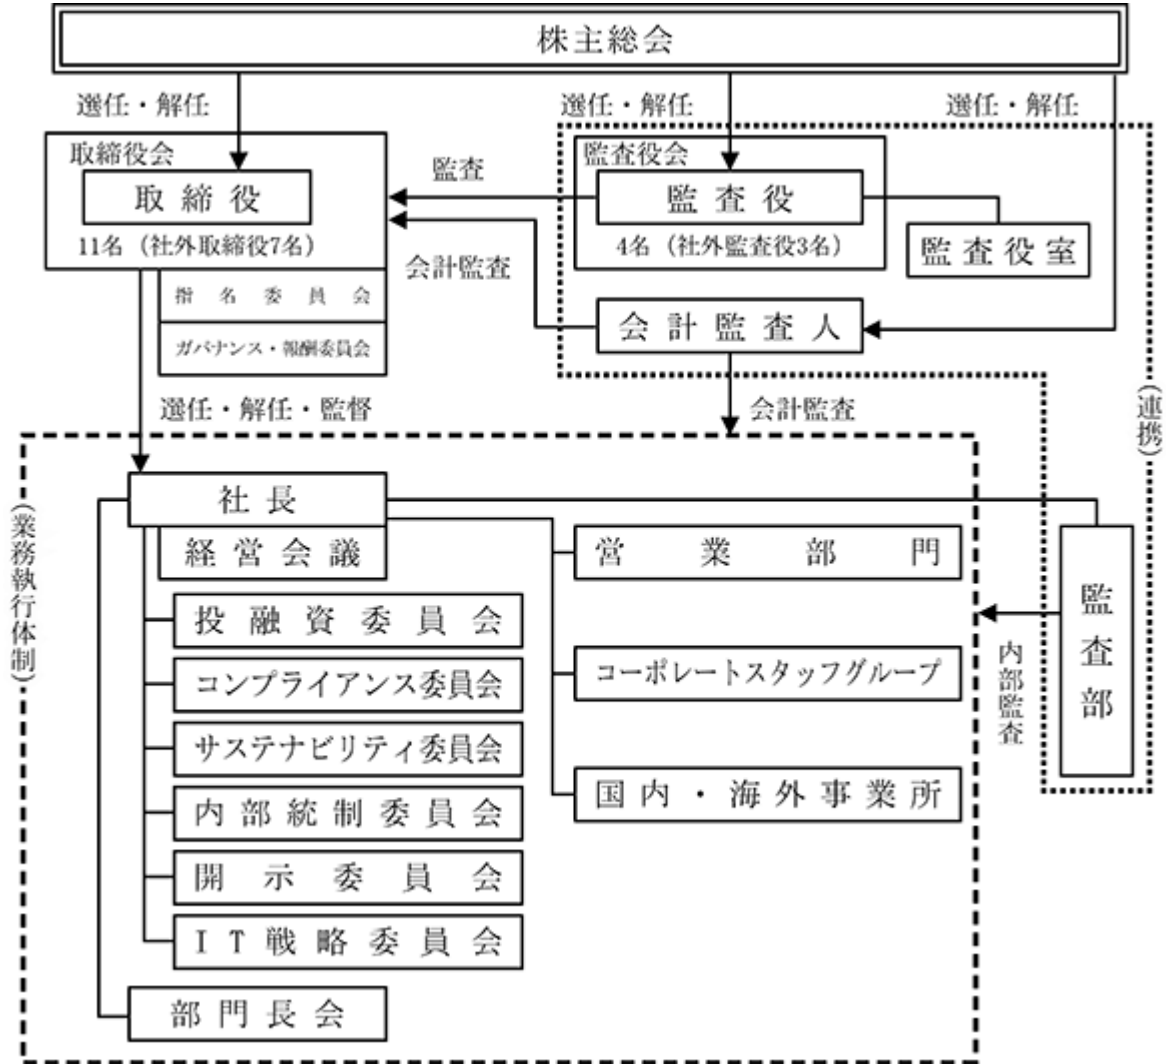 株主総会
選任・解任
選任・解任
選任・解任
取締役会
取締役
11名（社外取締役7名）
指名委員会
ガバナンス・報酬委員会
監査
会計監査
監査役会
監査役
4名（社外監査役3名）
監査役室
会計監査人
会計監査
（連携）
選任・解任・監督
（業務執行体制）
社長
経営会議
投融資委員会
コンプライアンス委員会
サステナビリティ委員会
内部統制委員会
開示委員会
IT戦略委員会
部門長会
営業部門
コーポレートスタッフグループ
国内・海外事業所
内部監査
監査部